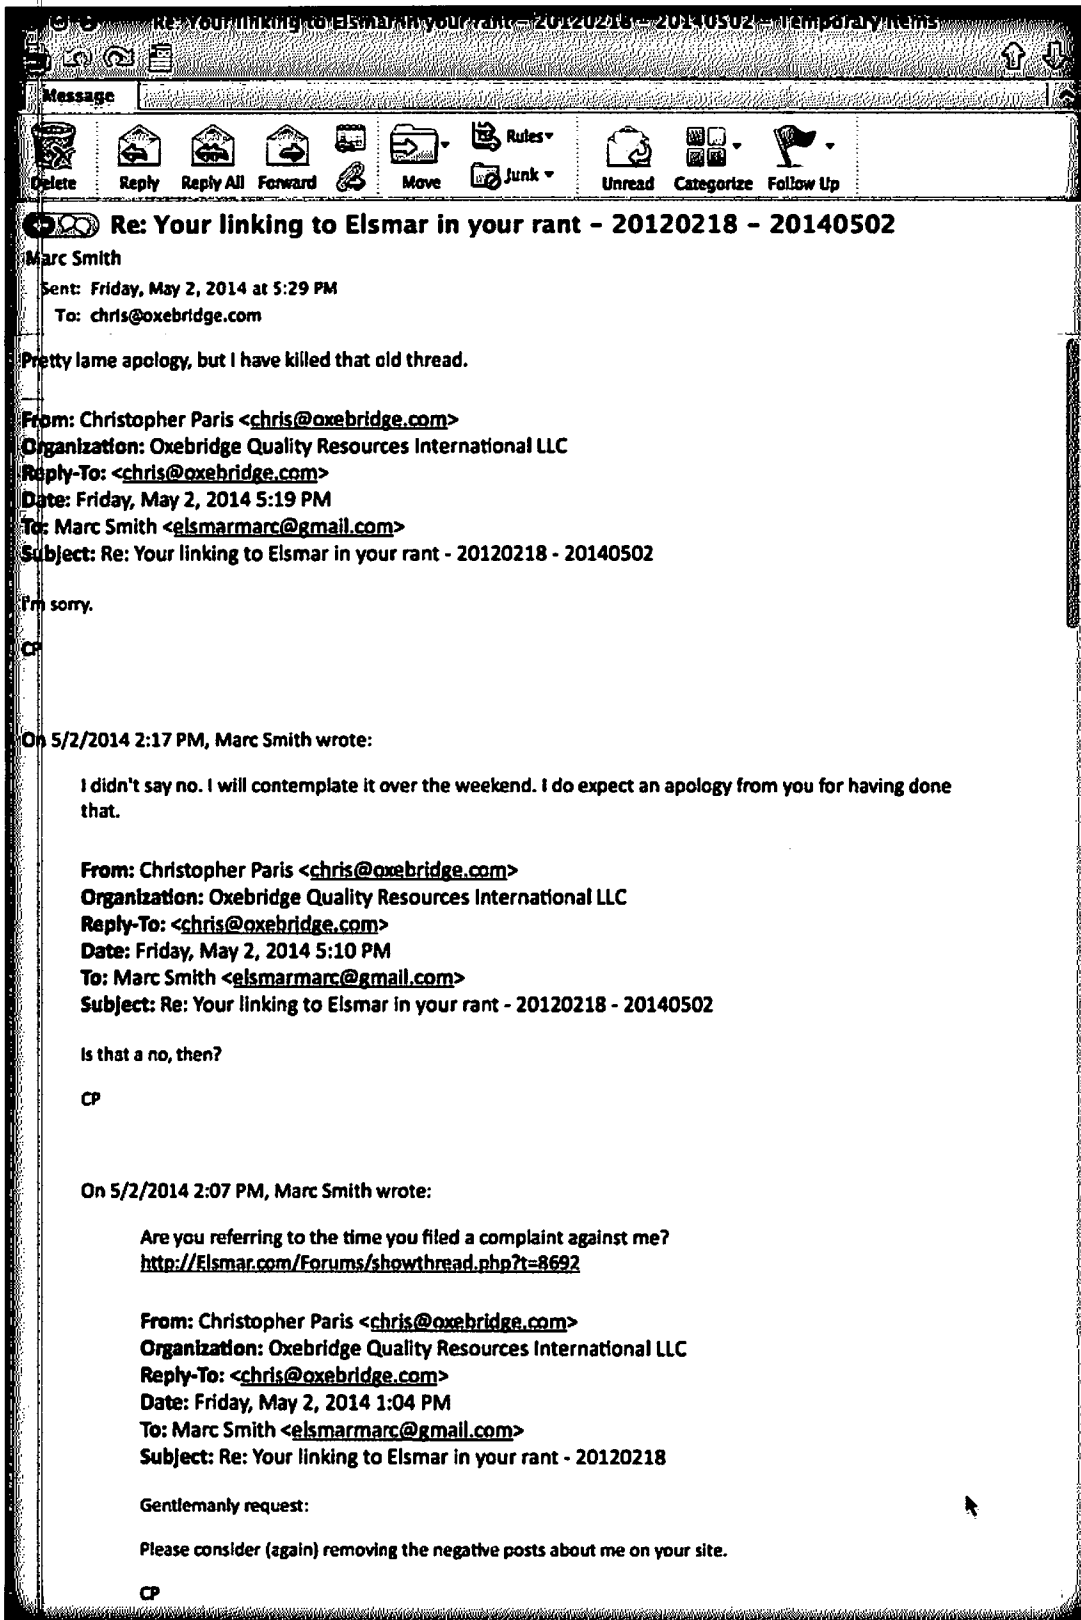 Re: Your linking to Elsmar in your rant – 20120218 – 20140502 – Temporary Items
Message
Delete
Reply
Reply All
Forward
Move
Rules
Junk
Unread
Categorize
Follow Up
Re: Your linking to Elsmar in your rant – 20120218 – 20140502
Marc Smith
Sent: Friday, May 2, 2014 at 5:29 PM
To: chris@oxebridge.com
Pretty lame apology, but I have killed that old thread.
From: Christopher Paris <chris@oxebridge.com>
Organization: Oxebridge Quality Resources International LLC
Reply-To: <chris@oxebridge.com>
Date: Friday, May 2, 2014 5:19 PM
To: Marc Smith <elsmarmarc@gmail.com>
Subject: Re: Your linking to Elsmar in your rant - 20120218 - 20140502
I'm sorry.
CP
On 5/2/2014 2:17 PM, Marc Smith wrote:
I didn't say no. I will contemplate it over the weekend. I do expect an apology from you for having done
that.
From: Christopher Paris <chris@oxebridge.com>
Organization: Oxebridge Quality Resources International LLC
Reply-To: <chris@oxebridge.com>
Date: Friday, May 2, 2014 5:10 PM
To: Marc Smith <elsmarmarc@gmail.com>
Subject: Re: Your linking to Elsmar in your rant - 20120218 - 20140502
Is that a no, then?
CP
On 5/2/2014 2:07 PM, Marc Smith wrote:
Are you referring to the time you filed a complaint against me?
http://Elsmar.com/Forums/showthread.php?t=8692
From: Christopher Paris <chris@oxebridge.com>
Organization: Oxebridge Quality Resources International LLC
Reply-To: <chris@oxebridge.com>
Date: Friday, May 2, 2014 1:04 PM
To: Marc Smith <elsmarmarc@gmail.com>
Subject: Re: Your linking to Elsmar in your rant - 20120218
Gentlemanly request:
Please consider (again) removing the negative posts about me on your site.
CP